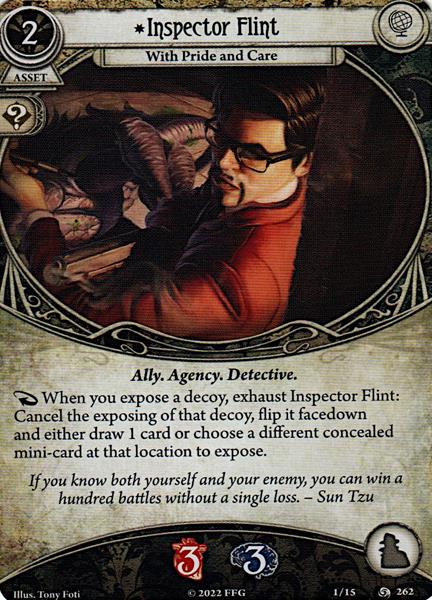 2
*Inspector Flint
With Pride and Care
ASSET
?
Ally. Agency. Detective.
When you expose a decoy, exhaust Inspector Flint:
Cancel the exposing of that decoy, flip it facedown
and either draw 1 card or choose a different concealed
mini-card at that location to expose.
If you know both yourself and your enemy, you can win a
hundred battles without a single loss. – Sun Tzu
3
3
Illus. Tony Foti
© 2022 FFG
1/15
262